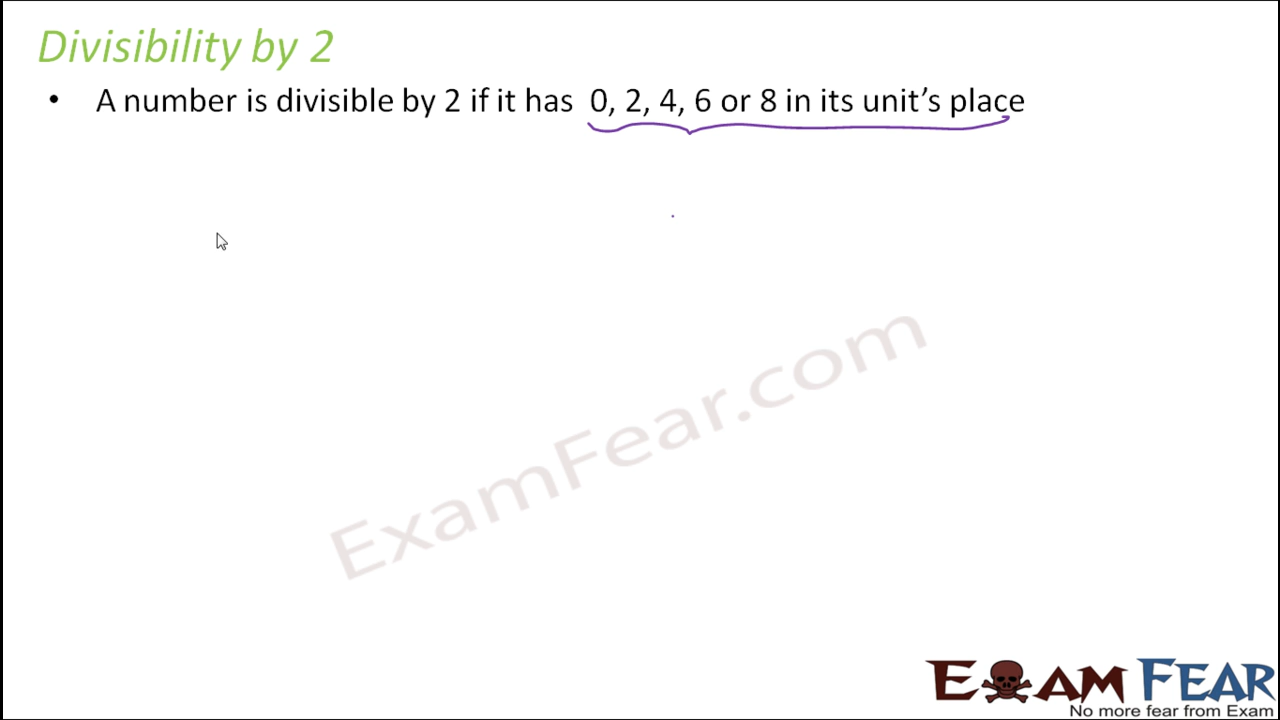 Divisibility by 2
• A number is divisible by 2 if it has 0, 2, 4, 6 or 8 in its unit’s place
ExamFear.com
EXAM FEAR
No more fear from Exam